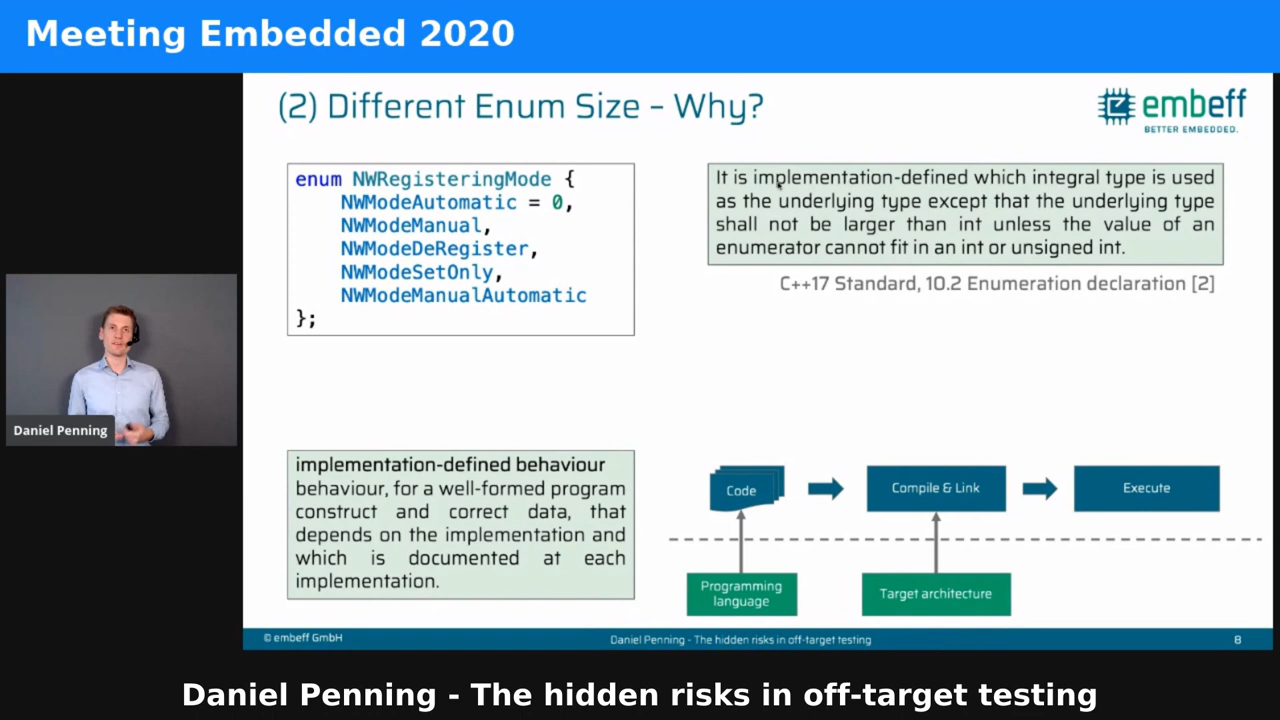 Meeting Embedded 2020
(2) Different Enum Size – Why?
embeff
BETTER EMBEDDED.
enum NWRegisteringMode {
NWModeAutomatic = 0,
NWModeManual,
NWModeDeRegister,
NWModeSetOnly,
NWModeManualAutomatic
};
It is implementation-defined which integral type is used
as the underlying type except that the underlying type
shall not be larger than int unless the value of an
enumerator cannot fit in an int or unsigned int.
C++17 Standard, 10.2 Enumeration declaration [2]
Daniel Penning
implementation-defined behaviour
behaviour, for a well-formed program
construct and correct data, that
depends on the implementation and
which is documented at each
implementation.
Code
Compile & Link
Execute
Programming
language
Target architecture
© embeff GmbH
Daniel Penning - The hidden risks in off-target testing
8
Daniel Penning - The hidden risks in off-target testing